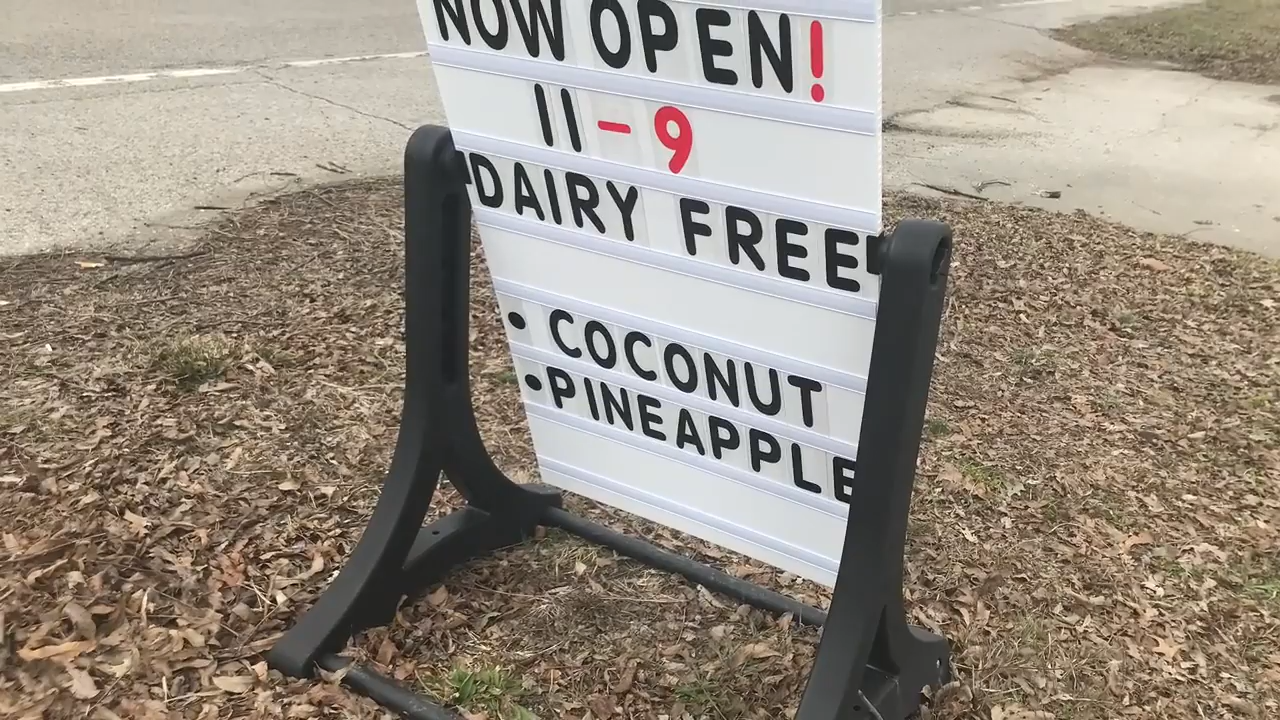 NOW OPEN!
11-9
DAIRY FREE
• COCONUT
• PINEAPPLE